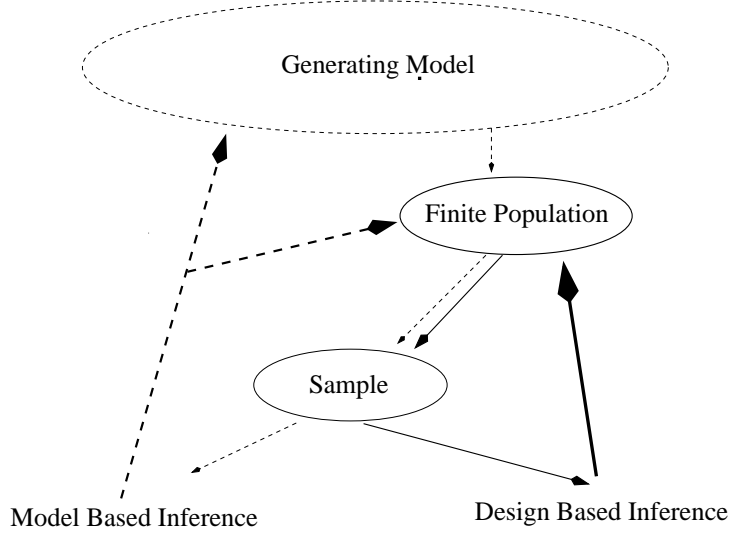 Generating Model
Finite Population
Sample
Model Based Inference
Design Based Inference